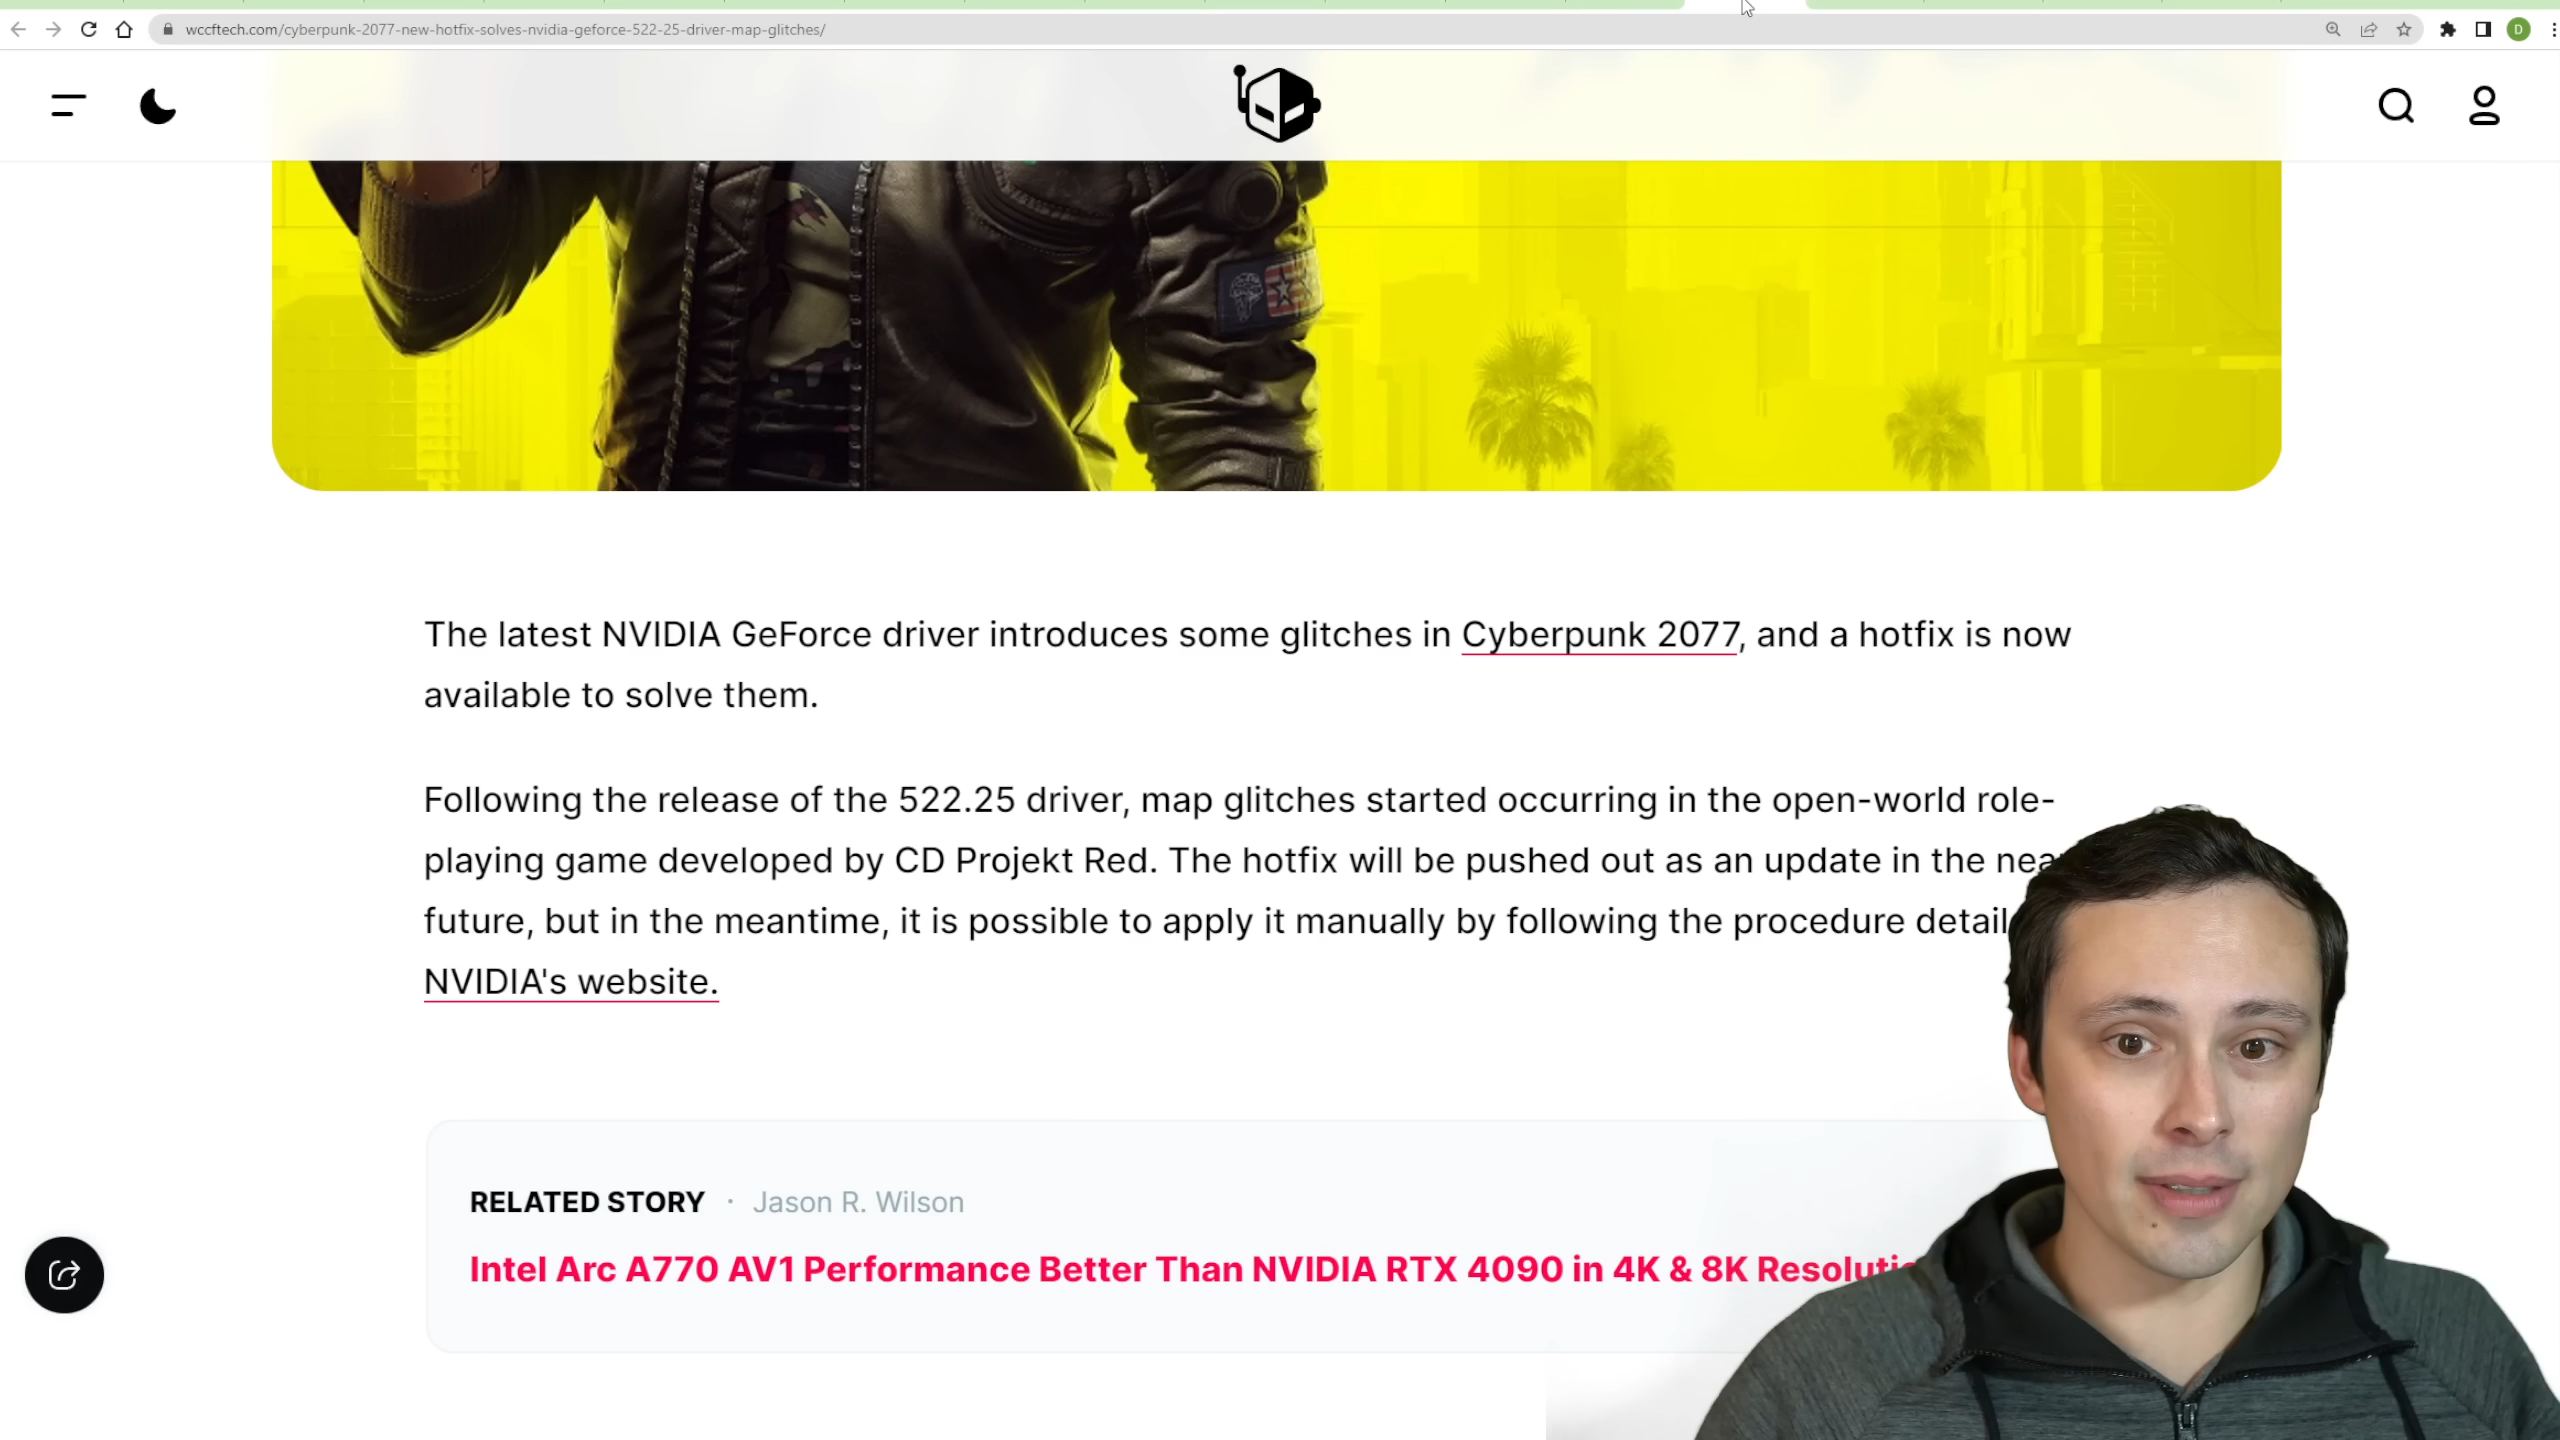 wccftech.com/cyberpunk-2077-new-hotfix-solves-nvidia-geforce-522-25-driver-map-glitches/
D
The latest NVIDIA GeForce driver introduces some glitches in Cyberpunk 2077, and a hotfix is now
available to solve them.
Following the release of the 522.25 driver, map glitches started occurring in the open-world role-
playing game developed by CD Projekt Red. The hotfix will be pushed out as an update in the
future, but in the meantime, it is possible to apply it manually by following the procedure
NVIDIA's website.
RELATED STORY · Jason R. Wilson
Intel Arc A770 AV1 Performance Better Than NVIDIA RTX 4090 in 4K & 8K